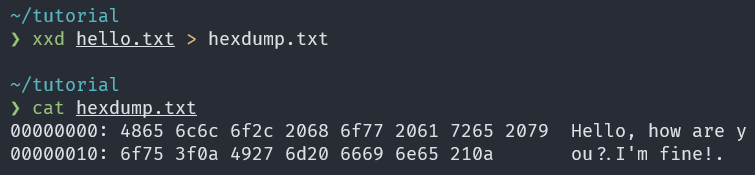 ~/tutorial
❯ xxd hello.txt > hexdump.txt
~/tutorial
❯ cat hexdump.txt
00000000: 4865 6c6c 6f2c 2068 6f77 2061 7265 2079  Hello, how are y
00000010: 6f75 3f0a 4927 6d20 6669 6e65 210a       ou?.I'm fine!.